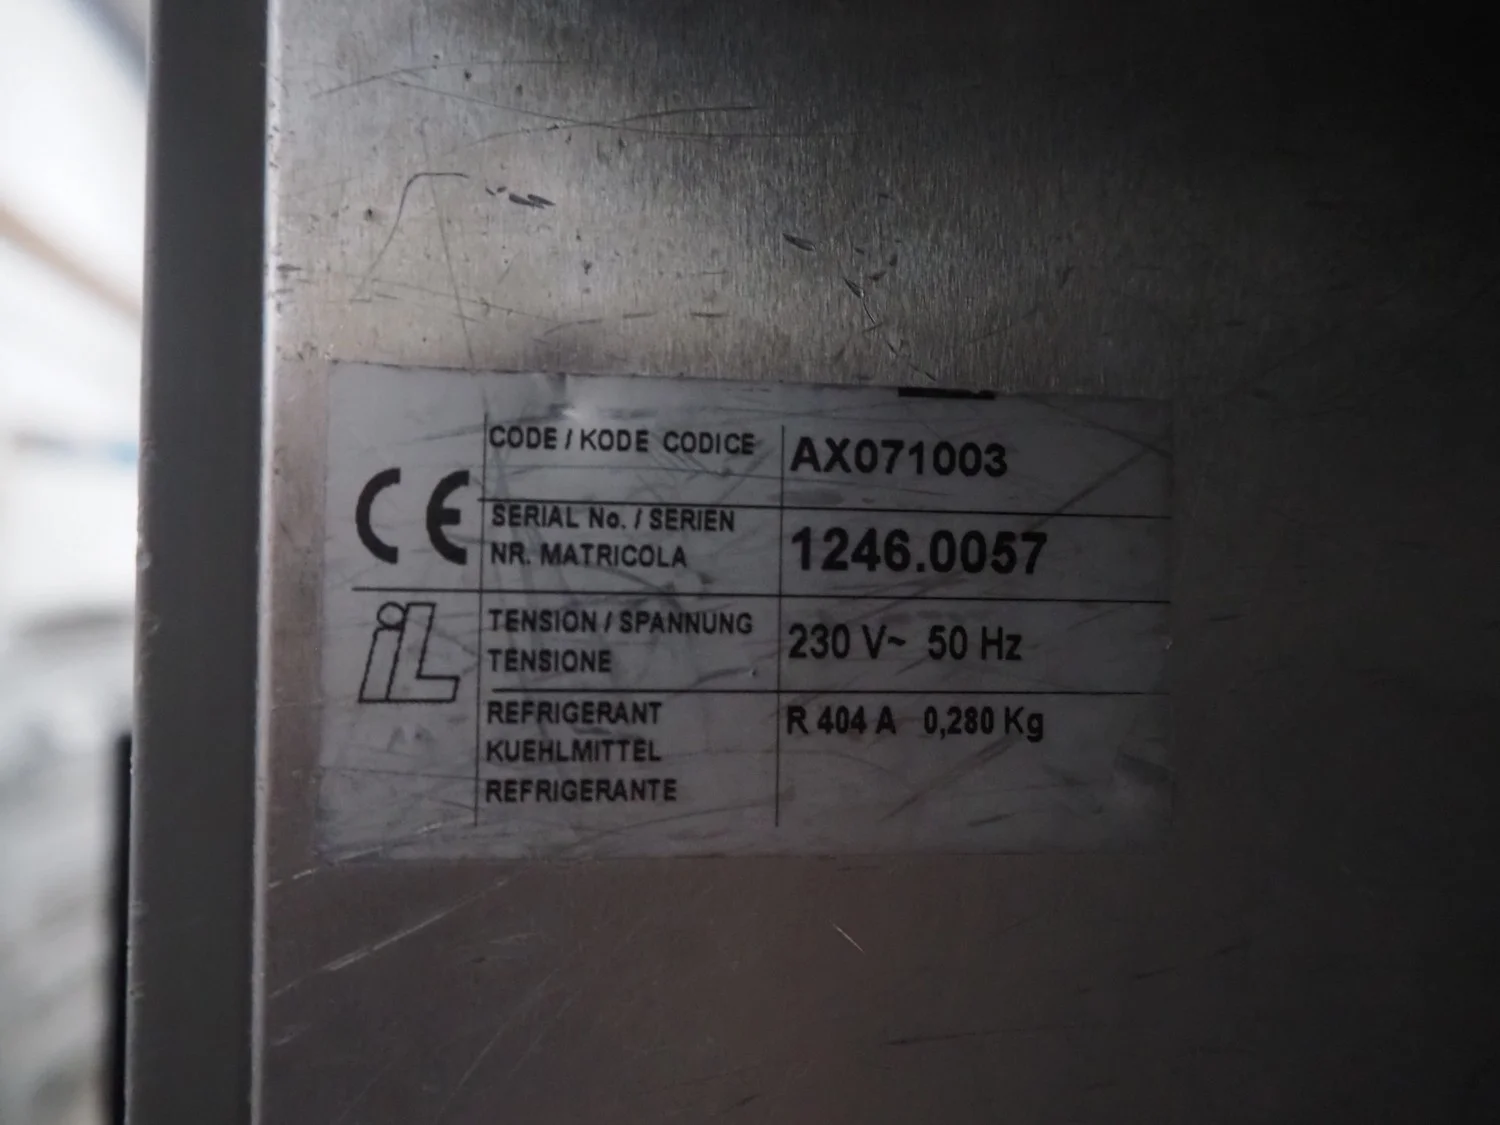 CE
CODE / KODE CODICE AX071003
SERIAL No. / SERIEN
NR. MATRICOLA 1246.0057
iL
TENSION / SPANNUNG
TENSIONE 230 V~ 50 Hz
REFRIGERANT R 404 A 0,280 Kg
KUEHLMITTEL
REFRIGERANTE